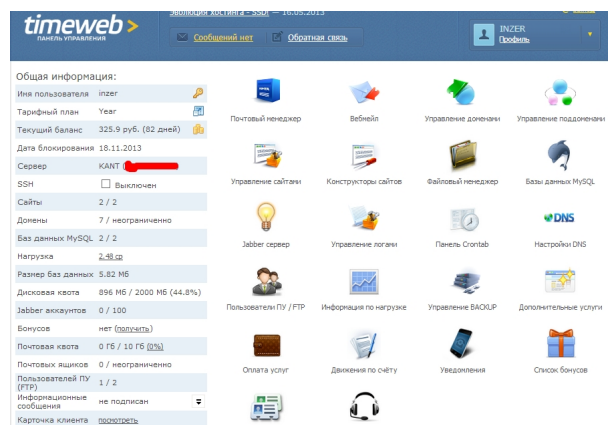 Эволюция хостинга - SSD! — 16.05.2013
timeweb>
ПАНЕЛЬ УПРАВЛЕНИЯ
Сообщений нет
Обратная связь
INZER
Профиль
Общая информация:
Имя пользователя inzer
Тарифный план Year
Текущий баланс 325.9 руб. (82 дней)
Дата блокирования 18.11.2013
Сервер KANT (
SSH Выключен
Сайты 2 / 2
Домены 7 / неограниченно
Баз данных MySQL 2 / 2
Нагрузка 2.48 cp
Размер баз данных 5.82 Мб
Дисковая квота 896 Мб / 2000 Мб (44.8%)
Jabber аккаунтов 0 / 100
Бонусов нет (получить)
Почтовая квота 0 Гб / 10 Гб (0%)
Почтовых ящиков 0 / неограниченно
Пользователей ПУ (FTP) 1 / 2
Информационные сообщения не подписан
Карточка клиента посмотреть
Почтовый менеджер
Вебмейл
Управление доменами
Управление поддоменами
Управление сайтами
Конструкторы сайтов
Файловый менеджер
Базы данных MySQL
Jabber сервер
Управление логами
Панель Crontab
DNS
Настройки DNS
Пользователи ПУ / FTP
Информация по нагрузке
Управление BACKUP
Дополнительные услуги
Оплата услуг
Движения по счёту
Уведомления
Список бонусов